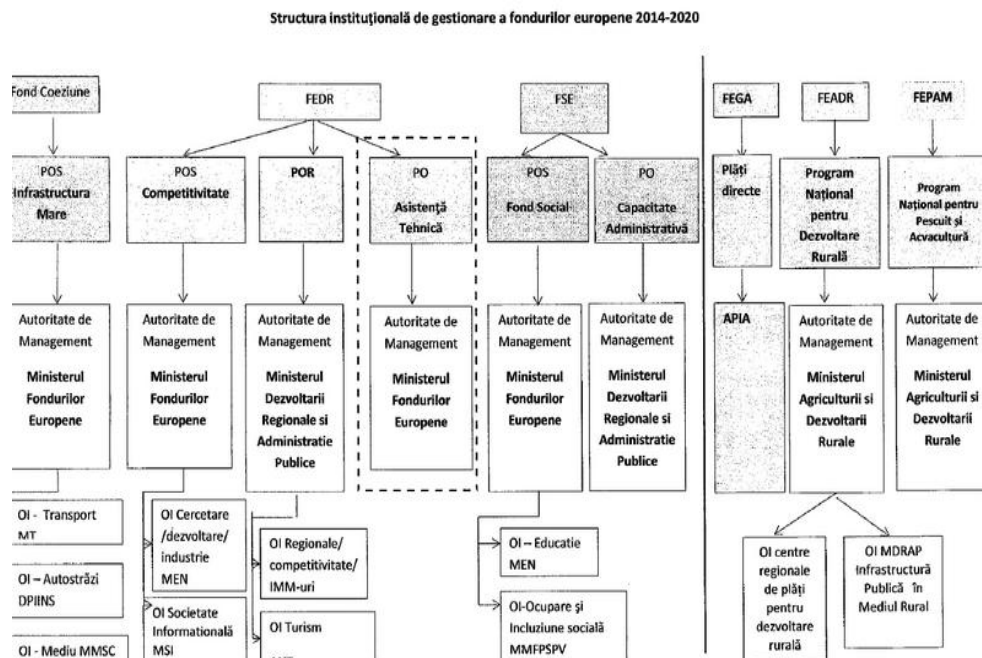 Structura instituțională de gestionare a fondurilor europene 2014-2020
Fond Coeziune
FEDR
FSE
FEGA
FEADR
FEPAM
POS
Infrastructura
Mare
POS
Competitivitate
POR
PO
Asistență
Tehnică
POS
Fond Social
PO
Capacitate
Administrativă
Plăți
directe
Program
Național
pentru
Dezvoltare
Rurală
Program
Național pentru
Pescuit și
Acvacultură
Autoritate de
Management
Ministerul
Fondurilor
Europene
Autoritate de
Management
Ministerul
Fondurilor
Europene
Autoritate de
Management
Ministerul
Dezvoltarii
Regionale si
Administratie
Publice
Autoritate de
Management
Ministerul
Fondurilor
Europene
Autoritate de
Management
Ministerul
Fondurilor
Europene
Autoritate de
Management
Ministerul
Dezvoltarii
Regionale si
Administratie
Publice
APIA
Autoritate de
Management
Ministerul
Agriculturii si
Dezvoltarii
Rurale
Autoritate de
Management
Ministerul
Agriculturii si
Dezvoltarii
Rurale
OI - Transport
MT
OI – Autostrăzi
DPIINS
OI - Mediu MMSC
OI Cercetare
/dezvoltare/
industrie
MEN
OI Societate
Informatională
MSI
OI Regionale/
competitivitate/
IMM-uri
OI Turism
OI – Educatie
MEN
OI-Ocupare și
Incluziune socială
MMFPSPV
OI centre
regionale
de plăți
pentru
dezvoltare
rurală
OI MDRAP
Infrastructură
Publică în
Mediul Rural